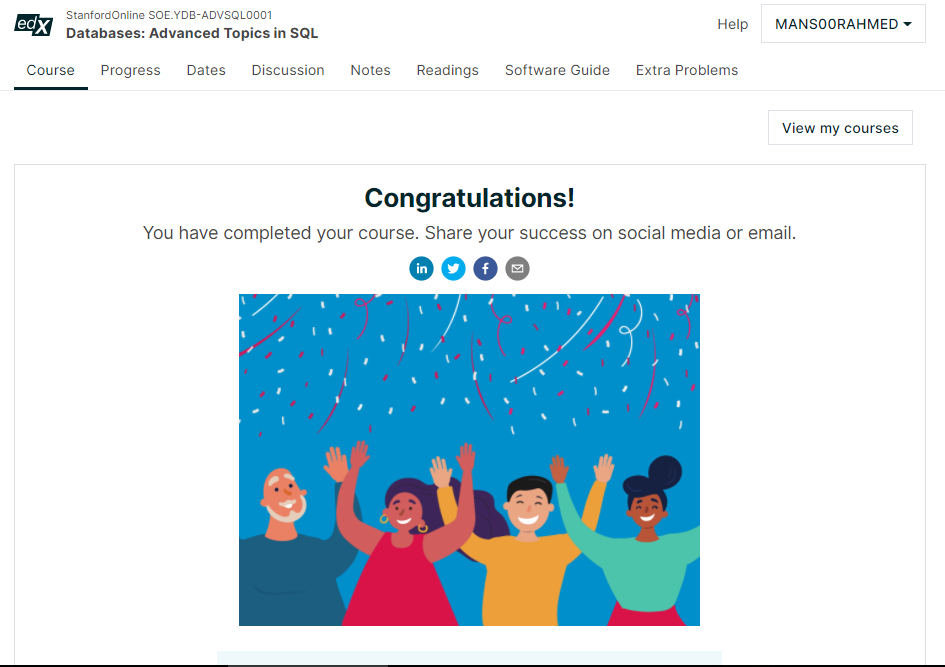 edX
StanfordOnline SOE.YDB-ADVSQL0001
Databases: Advanced Topics in SQL
Help
MANS00RAHMED
Course Progress Dates Discussion Notes Readings Software Guide Extra Problems
View my courses
Congratulations!
You have completed your course. Share your success on social media or email.
in
f